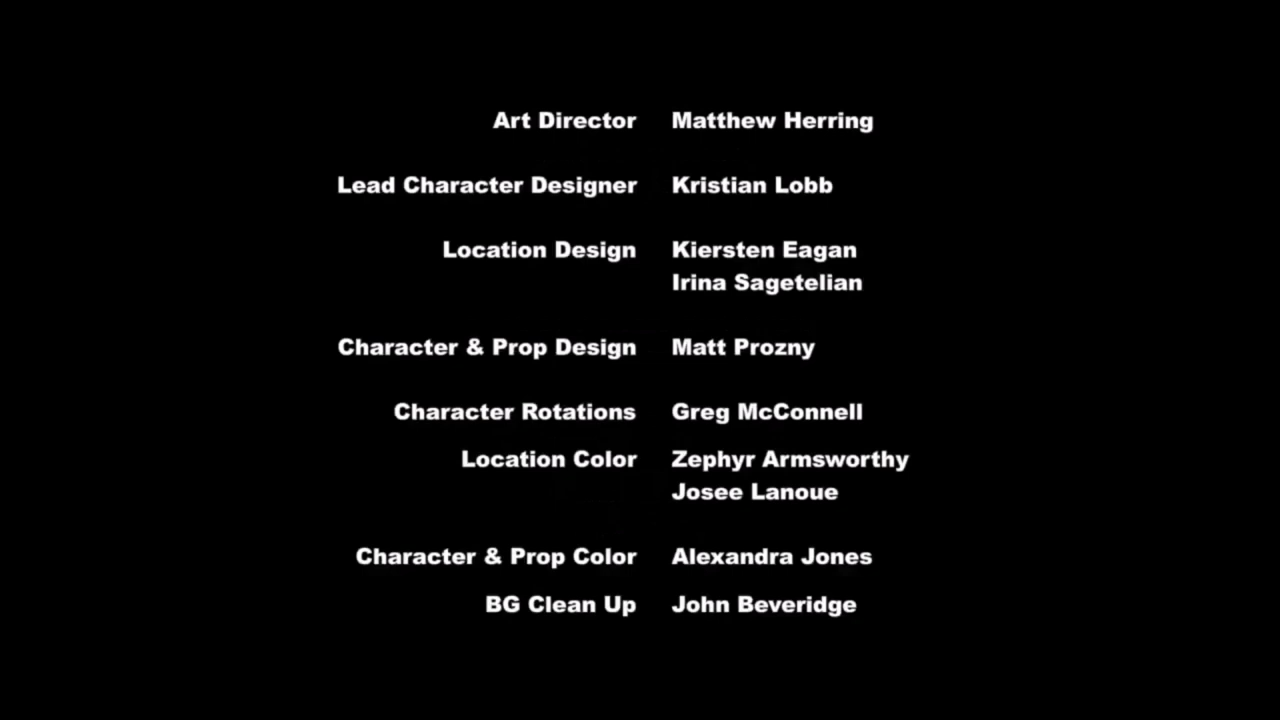 Art Director Matthew Herring
Lead Character Designer Kristian Lobb
Location Design Kiersten Eagan
Irina Sagetelian
Character & Prop Design Matt Prozny
Character Rotations Greg McConnell
Location Color Zephyr Armsworthy
Josee Lanoue
Character & Prop Color Alexandra Jones
BG Clean Up John Beveridge